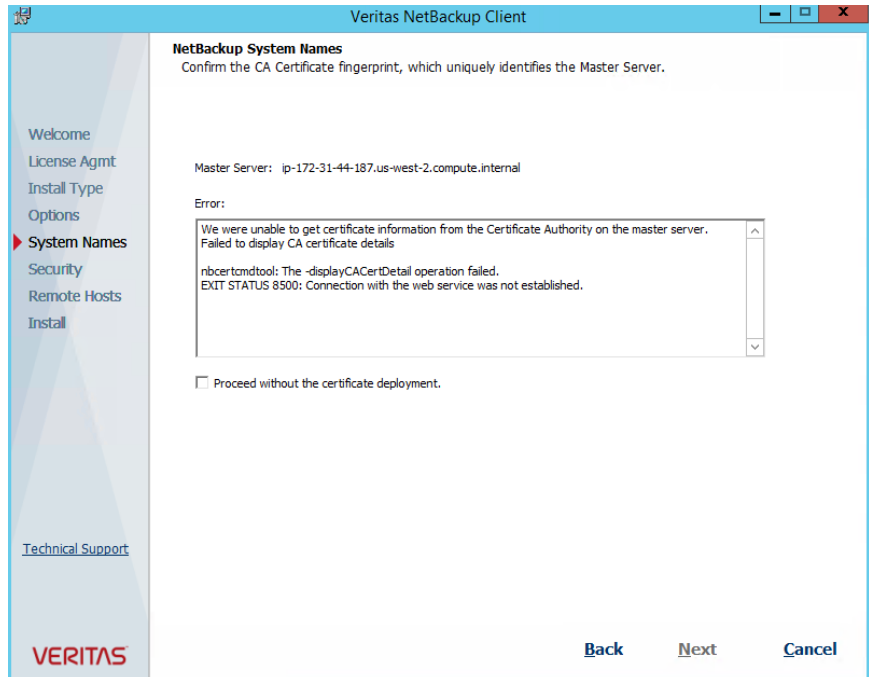 Veritas NetBackup Client
NetBackup System Names
Confirm the CA Certificate fingerprint, which uniquely identifies the Master Server.
Welcome
License Agmt
Install Type
Options
System Names
Security
Remote Hosts
Install
Master Server: ip-172-31-44-187.us-west-2.compute.internal
Error:
We were unable to get certificate information from the Certificate Authority on the master server.
Failed to display CA certificate details
nbcertcmdtool: The -displayCACertDetail operation failed.
EXIT STATUS 8500: Connection with the web service was not established.
Proceed without the certificate deployment.
Technical Support
VERITAS
Back Next Cancel